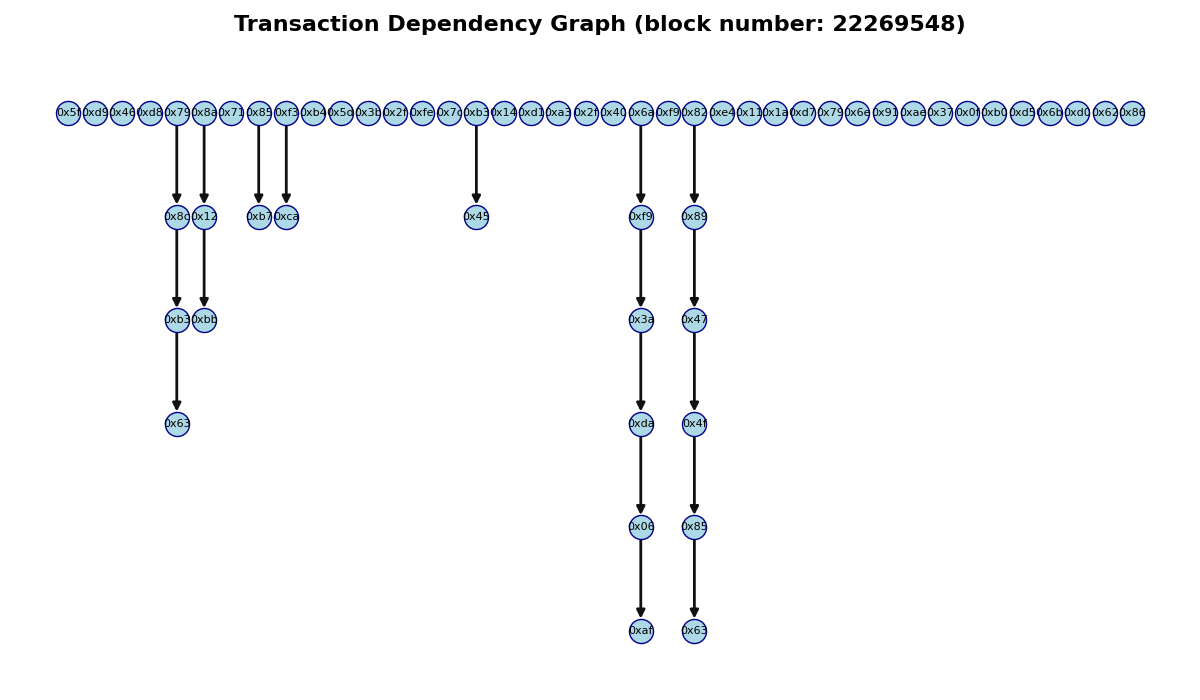 Transaction Dependency Graph (block number: 22269548)
0x5f 0xd9 0x46 0xd8 0x79 0x8a 0x71 0x85 0xf3 0xb4 0x5d 0x3b 0x2f 0xfe 0x7c 0xb3 0x14 0xd1 0xa3 0x2f 0x40 0x6a 0xf9 0x82 0xe4 0x11 0x1a 0xd7 0x79 0x6e 0x93 0xae 0x37 0x0f 0xb0 0xd5 0x6b 0xd0 0x62 0x86
0x8c 0x12 0xb7 0xca 0x45 0xf9 0x89
0xb3 0xbb 0x3a 0x47
0x63 0xda 0x4f
0x06 0x85
0xaf 0x63